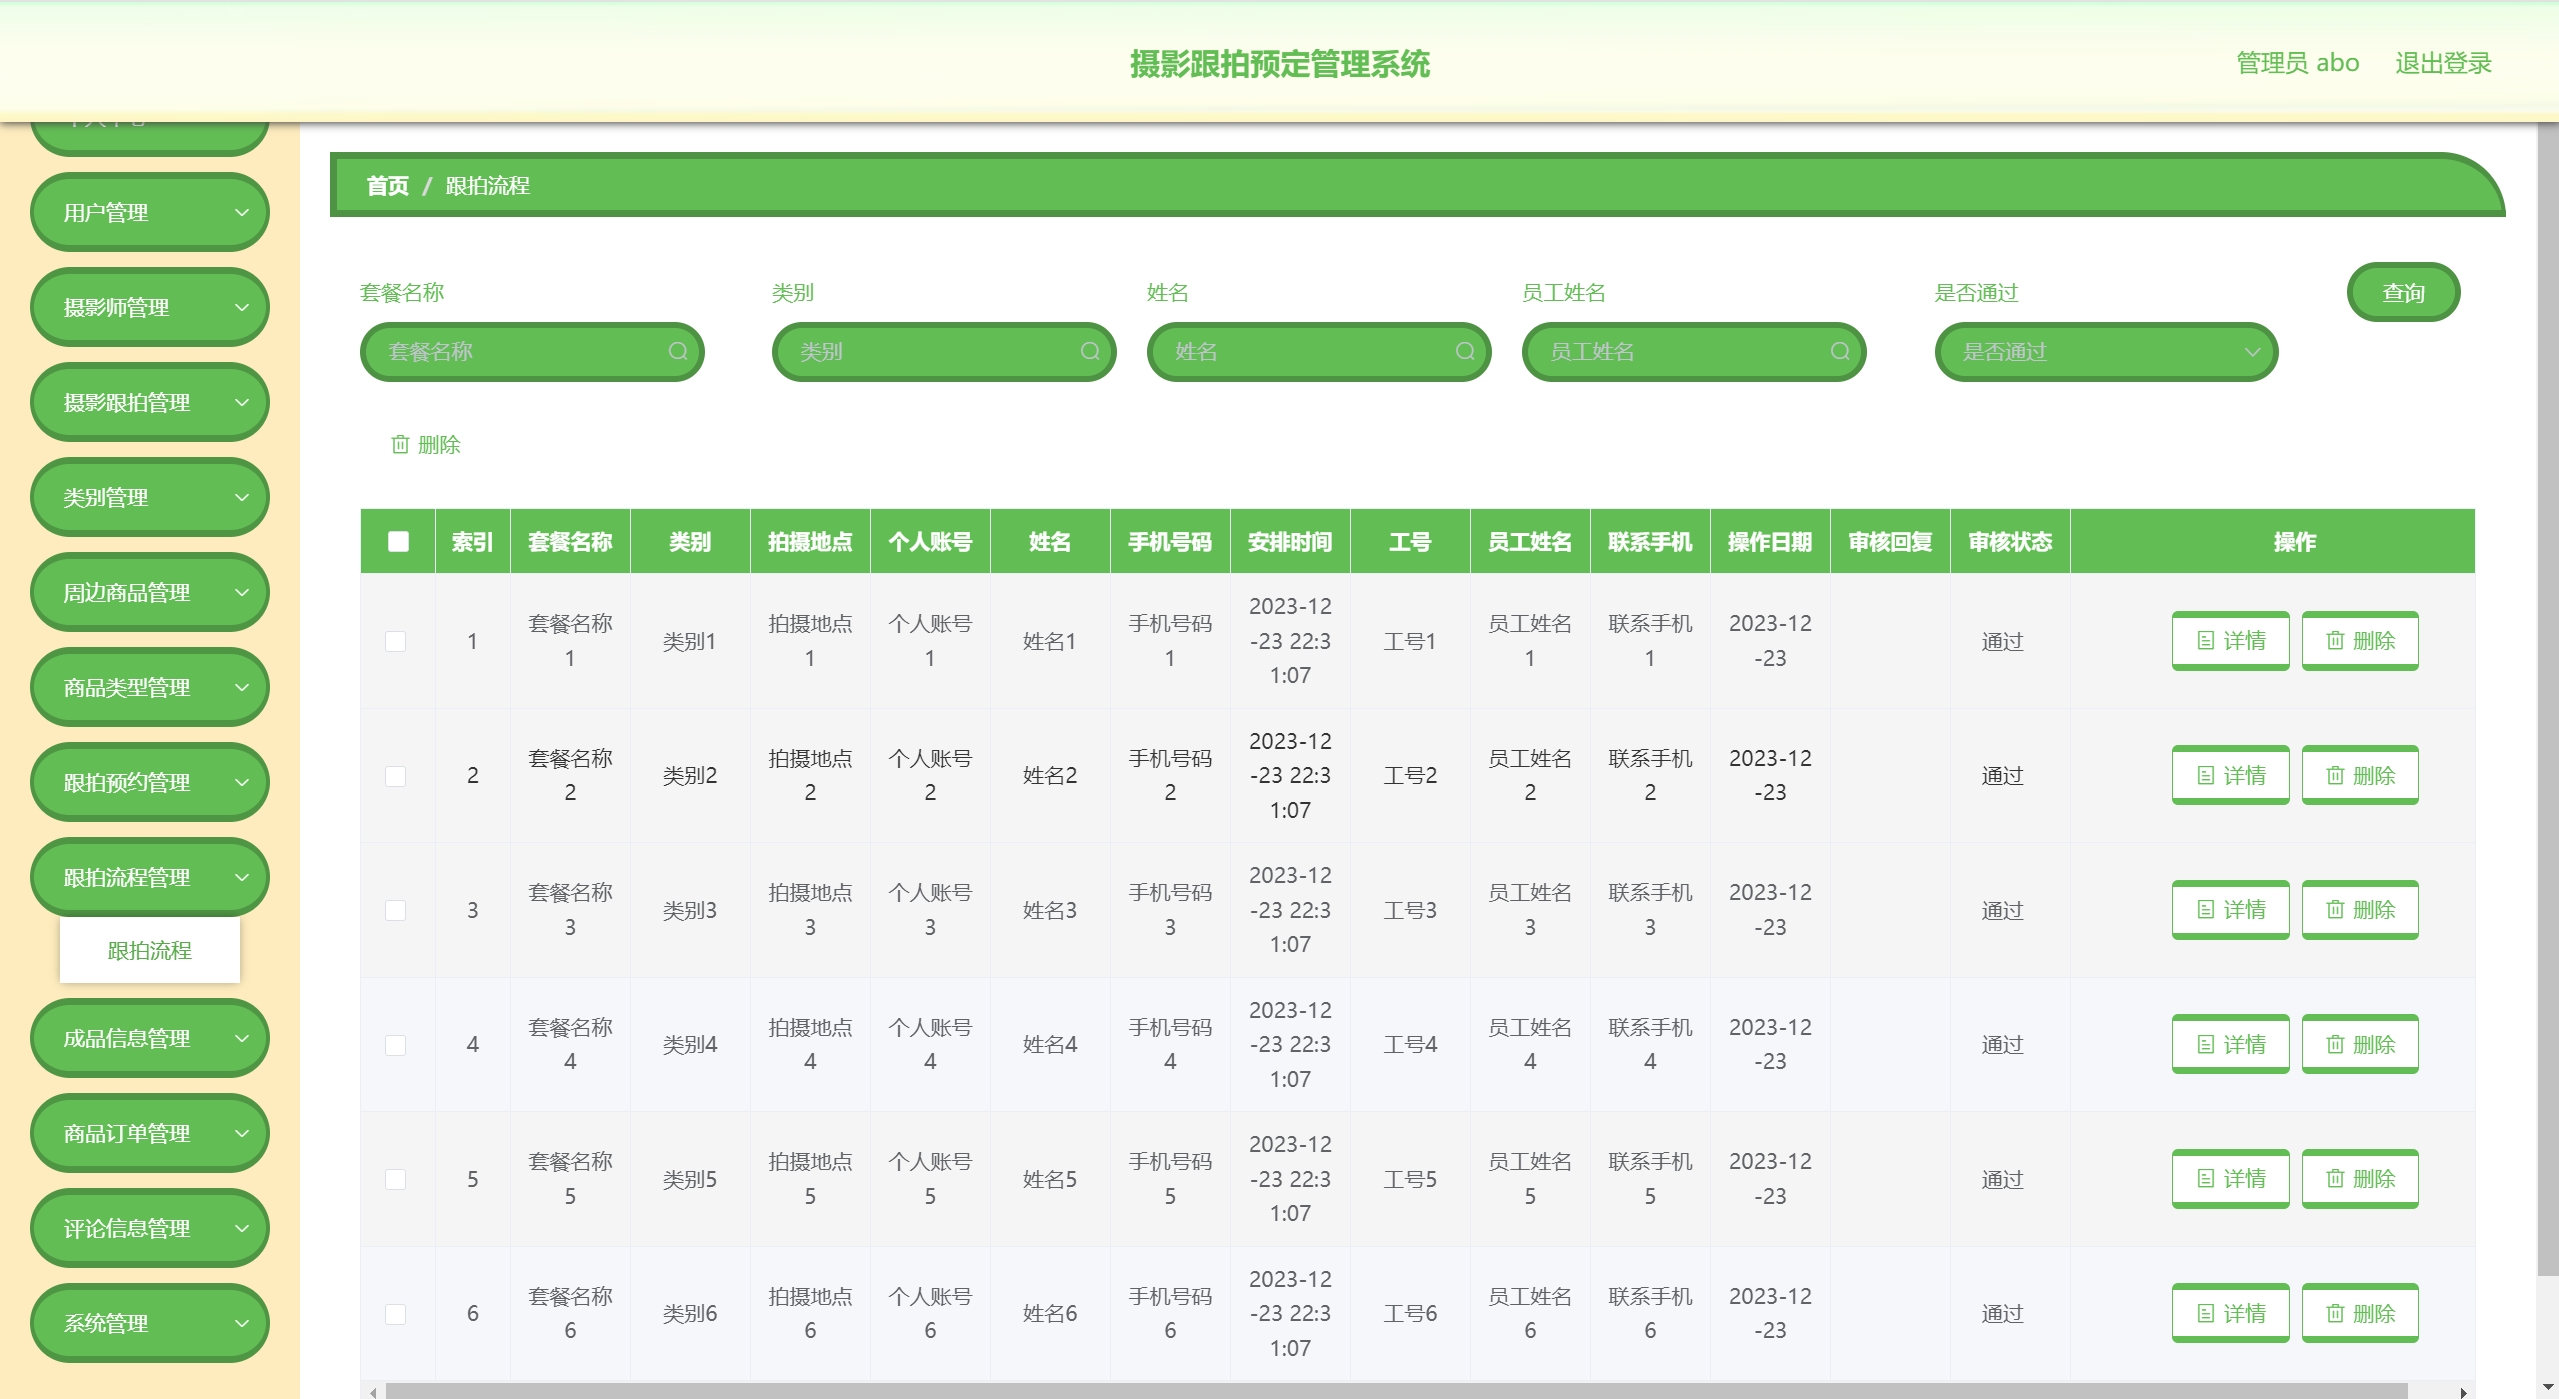 摄影跟拍预定管理系统
管理员 abo
退出登录
用户管理
摄影师管理
摄影跟拍管理
类别管理
周边商品管理
商品类型管理
跟拍预约管理
跟拍流程管理
跟拍流程
成品信息管理
商品订单管理
评论信息管理
系统管理
首页 / 跟拍流程
套餐名称 类别 姓名 员工姓名 是否通过 查询
套餐名称 类别 姓名 员工姓名 是否通过
删除
索引 套餐名称 类别 拍摄地点 个人账号 姓名 手机号码 安排时间 工号 员工姓名 联系手机 操作日期 审核回复 审核状态 操作
1 套餐名称1 类别1 拍摄地点1 个人账号1 姓名1 手机号码1 2023-12-23 22:31:07 工号1 员工姓名1 联系手机1 2023-12-23 通过 详情 删除
2 套餐名称2 类别2 拍摄地点2 个人账号2 姓名2 手机号码2 2023-12-23 22:31:07 工号2 员工姓名2 联系手机2 2023-12-23 通过 详情 删除
3 套餐名称3 类别3 拍摄地点3 个人账号3 姓名3 手机号码3 2023-12-23 22:31:07 工号3 员工姓名3 联系手机3 2023-12-23 通过 详情 删除
4 套餐名称4 类别4 拍摄地点4 个人账号4 姓名4 手机号码4 2023-12-23 22:31:07 工号4 员工姓名4 联系手机4 2023-12-23 通过 详情 删除
5 套餐名称5 类别5 拍摄地点5 个人账号5 姓名5 手机号码5 2023-12-23 22:31:07 工号5 员工姓名5 联系手机5 2023-12-23 通过 详情 删除
6 套餐名称6 类别6 拍摄地点6 个人账号6 姓名6 手机号码6 2023-12-23 22:31:07 工号6 员工姓名6 联系手机6 2023-12-23 通过 详情 删除